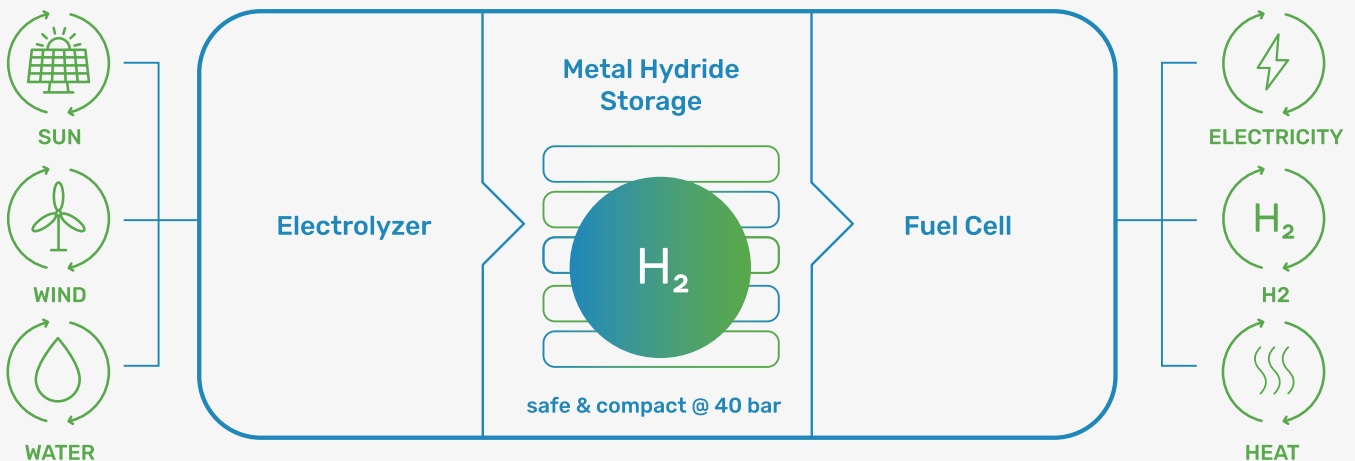 SUN
WIND
WATER
Electrolyzer
Metal Hydride
Storage
H₂
safe & compact @ 40 bar
Fuel Cell
ELECTRICITY
H₂
H2
HEAT